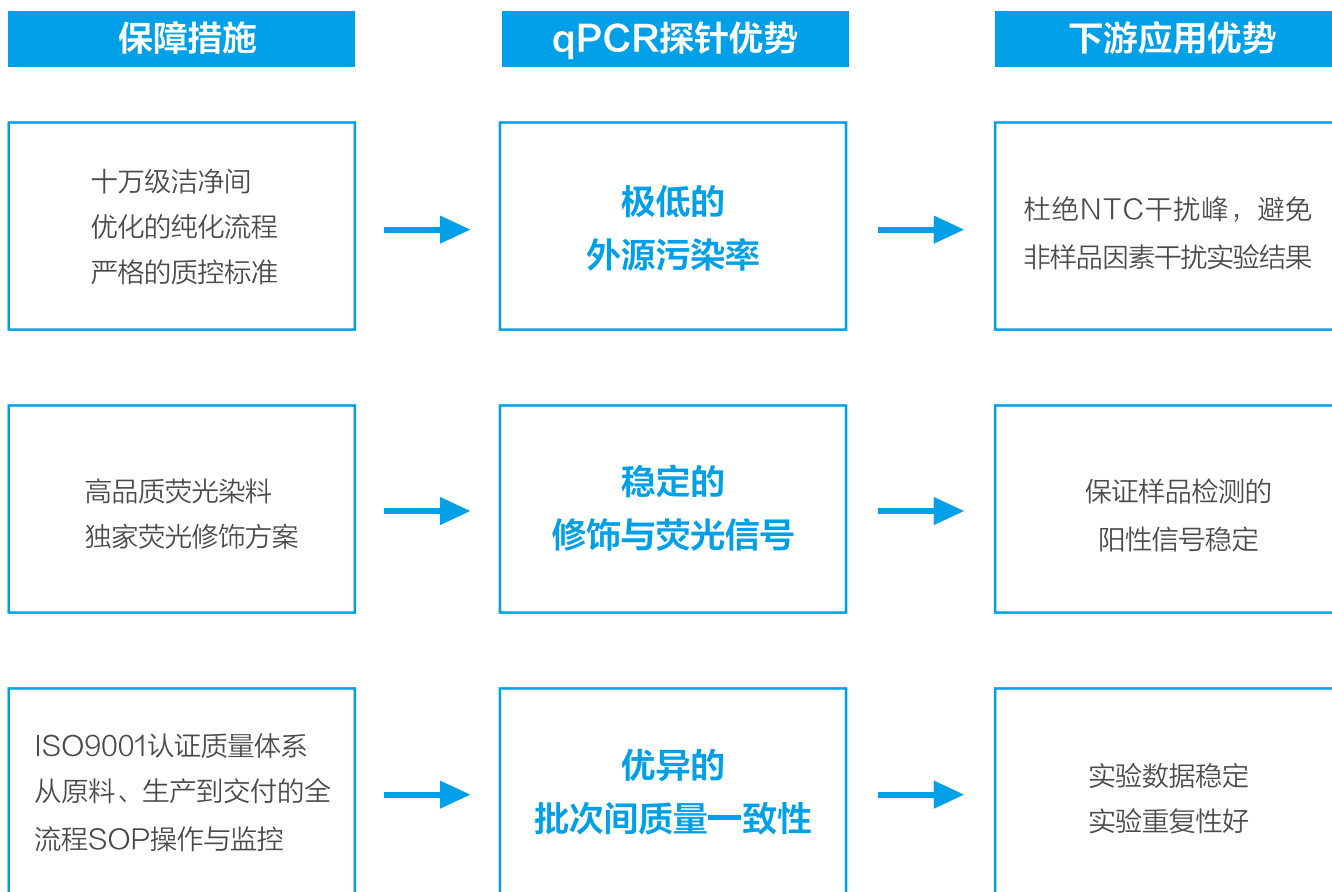 保障措施
qPCR探针优势
下游应用优势
十万级洁净间
优化的纯化流程
严格的质控标准
极低的
外源污染率
杜绝NTC干扰峰，避免
非样品因素干扰实验结果
高品质荧光染料
独家荧光修饰方案
稳定的
修饰与荧光信号
保证样品检测的
阳性信号稳定
ISO9001认证质量体系
从原料、生产到交付的全
流程SOP操作与监控
优异的
批次间质量一致性
实验数据稳定
实验重复性好